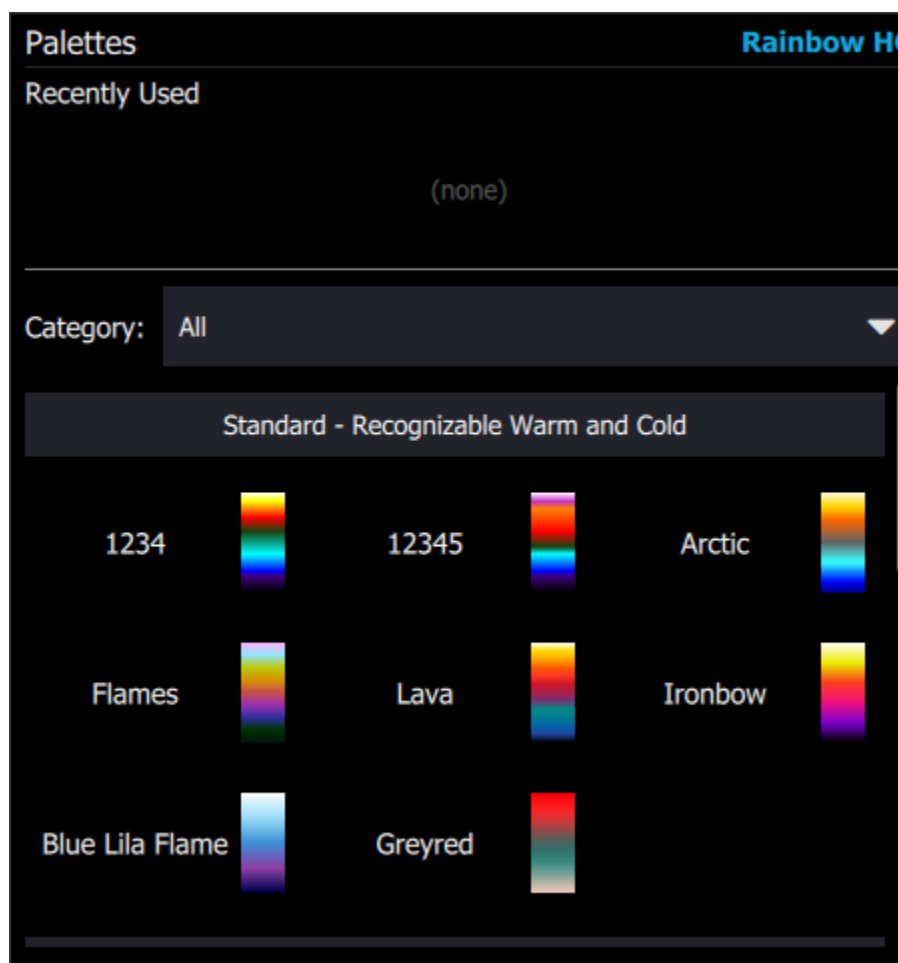 Palettes Rainbow H
Recently Used
(none)
Category: All
Standard - Recognizable Warm and Cold
1234 12345 Arctic
Flames Lava Ironbow
Blue Lila Flame Greyred